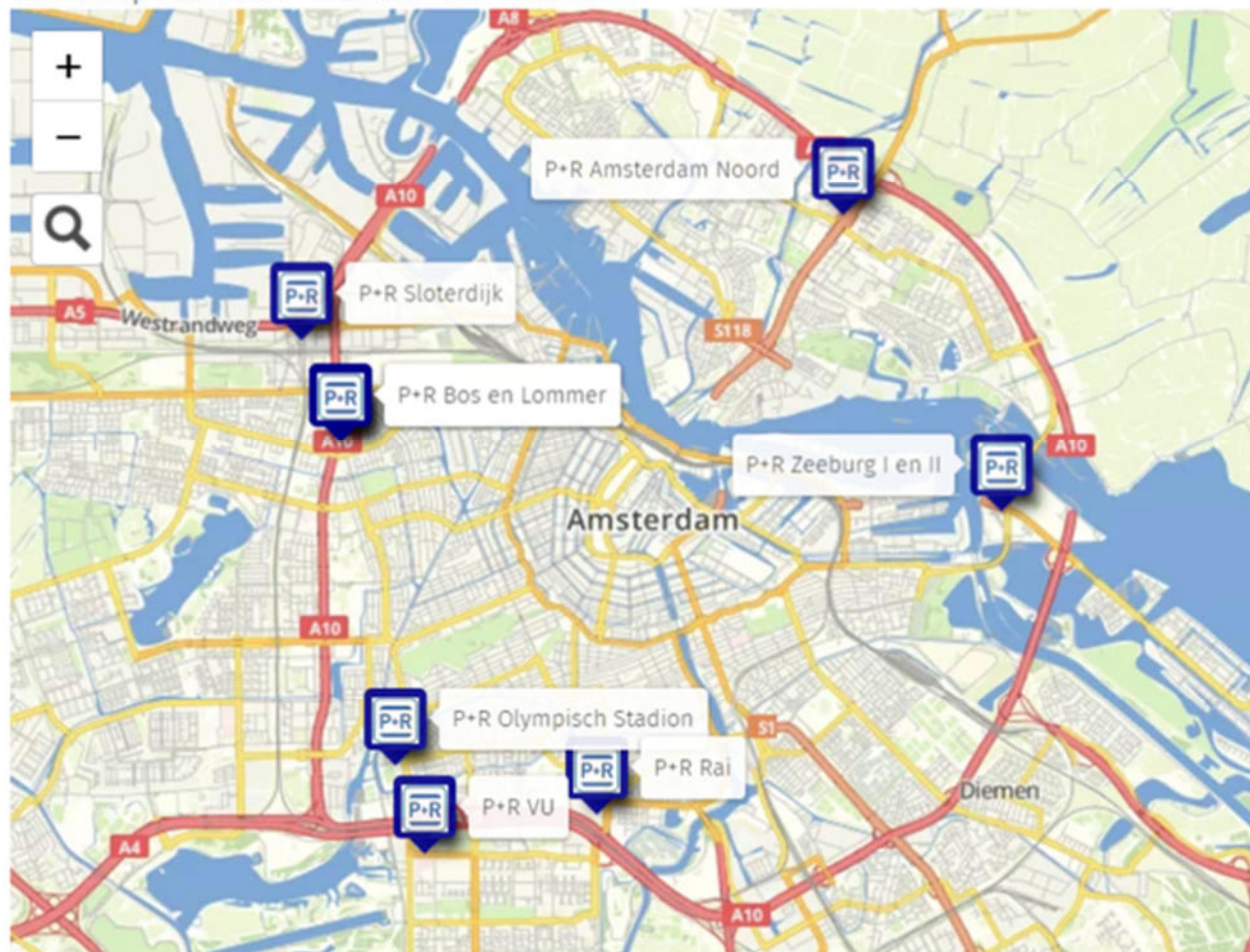 A8
+
−
P+R Amsterdam Noord
P+R
A10
P+R
P+R Sloterdijk
A5
Westrandweg
S118
P+R
P+R Bos en Lommer
A10
A10
P+R Zeeburg I en II
P+R
Amsterdam
A10
P+R
P+R Olympisch Stadion
S1
P+R
P+R Rai
P+R
P+R VU
Diemen
A4
A10